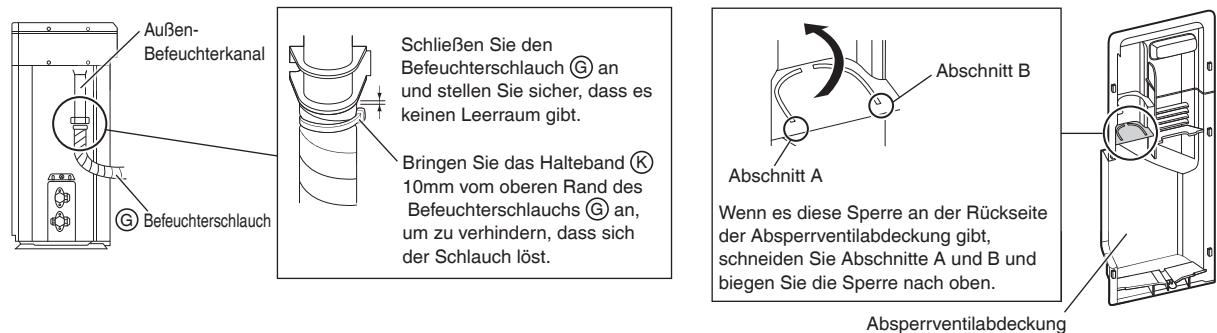 Außen-
Befeuchterkanal
Ⓖ Befeuchterschlauch
Schließen Sie den
Befeuchterschlauch Ⓖ an
und stellen Sie sicher, dass es
keinen Leerraum gibt.
Bringen Sie das Halteband Ⓚ
10mm vom oberen Rand des
Befeuchterschlauchs Ⓖ an,
um zu verhindern, dass sich
der Schlauch löst.
Abschnitt B
Abschnitt A
Wenn es diese Sperre an der Rückseite
der Absperrventilabdeckung gibt,
schneiden Sie Abschnitte A und B und
biegen Sie die Sperre nach oben.
Absperrventilabdeckung